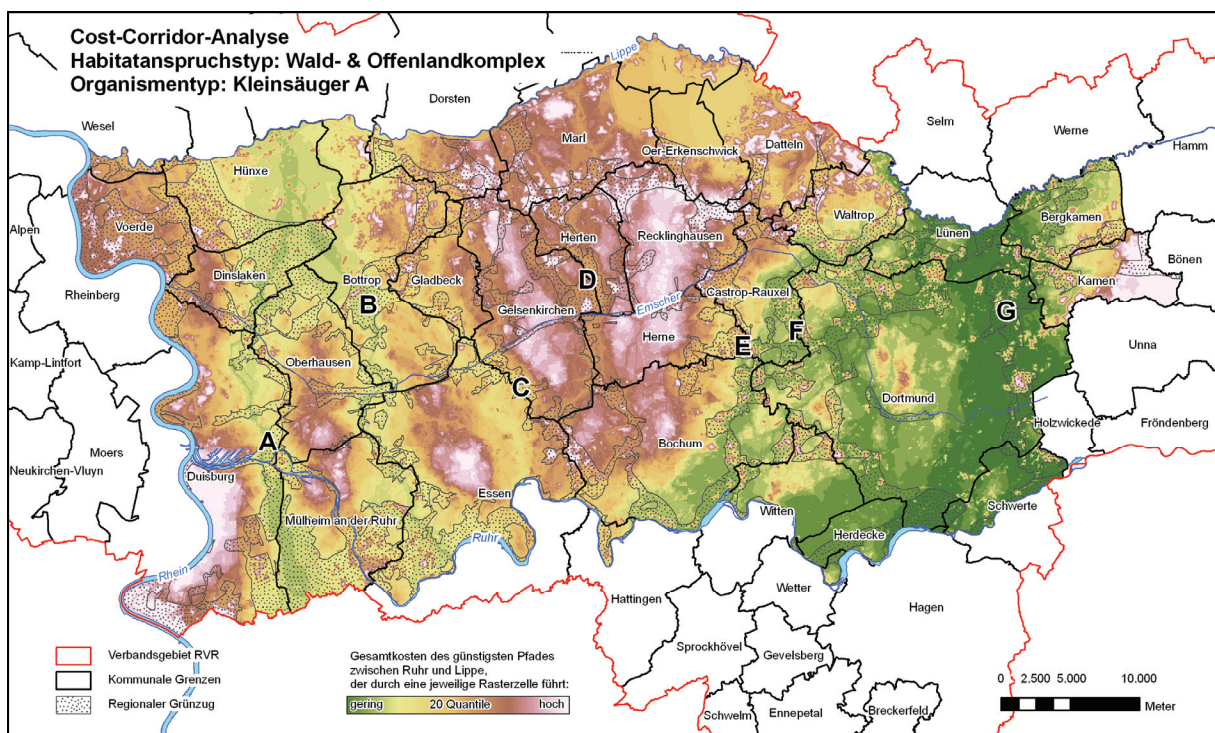 Cost-Corridor-Analyse
Habitatanspruchstyp: Wald- & Offenlandkomplex
Organismentyp: Kleinsäuger A
Lippe
Dorsten
Wesel
Selm
Werne
Marl
Hamm
Oer-Erkenschwick
Datteln
Hünxe
Voerde
Waltrop
Bergkamen
Alpen
Lünen
Herten
Recklinghausen
Bönen
Dinslaken
Bottrop
Gladbeck
Kamen
D
Rheinberg
B
Castrop-Rauxel
Gelsenkirchen
Emscher
G
F
Herne
E
Unna
Kamp-Lintfort
Oberhausen
C
Dortmund
Holzwickede
Fröndenberg
A
Bochum
Moers
Neukirchen-Vluyn
Duisburg
Essen
Schwerte
Mülheim an der Ruhr
Witten
Herdecke
Ruhr
Rhein
Wetter
Hattingen
Hagen
Sprockhövel
Gevelsberg
Schwelm
Ennepetal
Breckerfeld
Verbandsgebiet RVR
Kommunale Grenzen
Regionaler Grünzug
Gesamtkosten des günstigsten Pfades
zwischen Ruhr und Lippe,
der durch eine jeweilige Rasterzelle führt:
gering 20 Quantile hoch
0 2.500 5.000 10.000
Meter